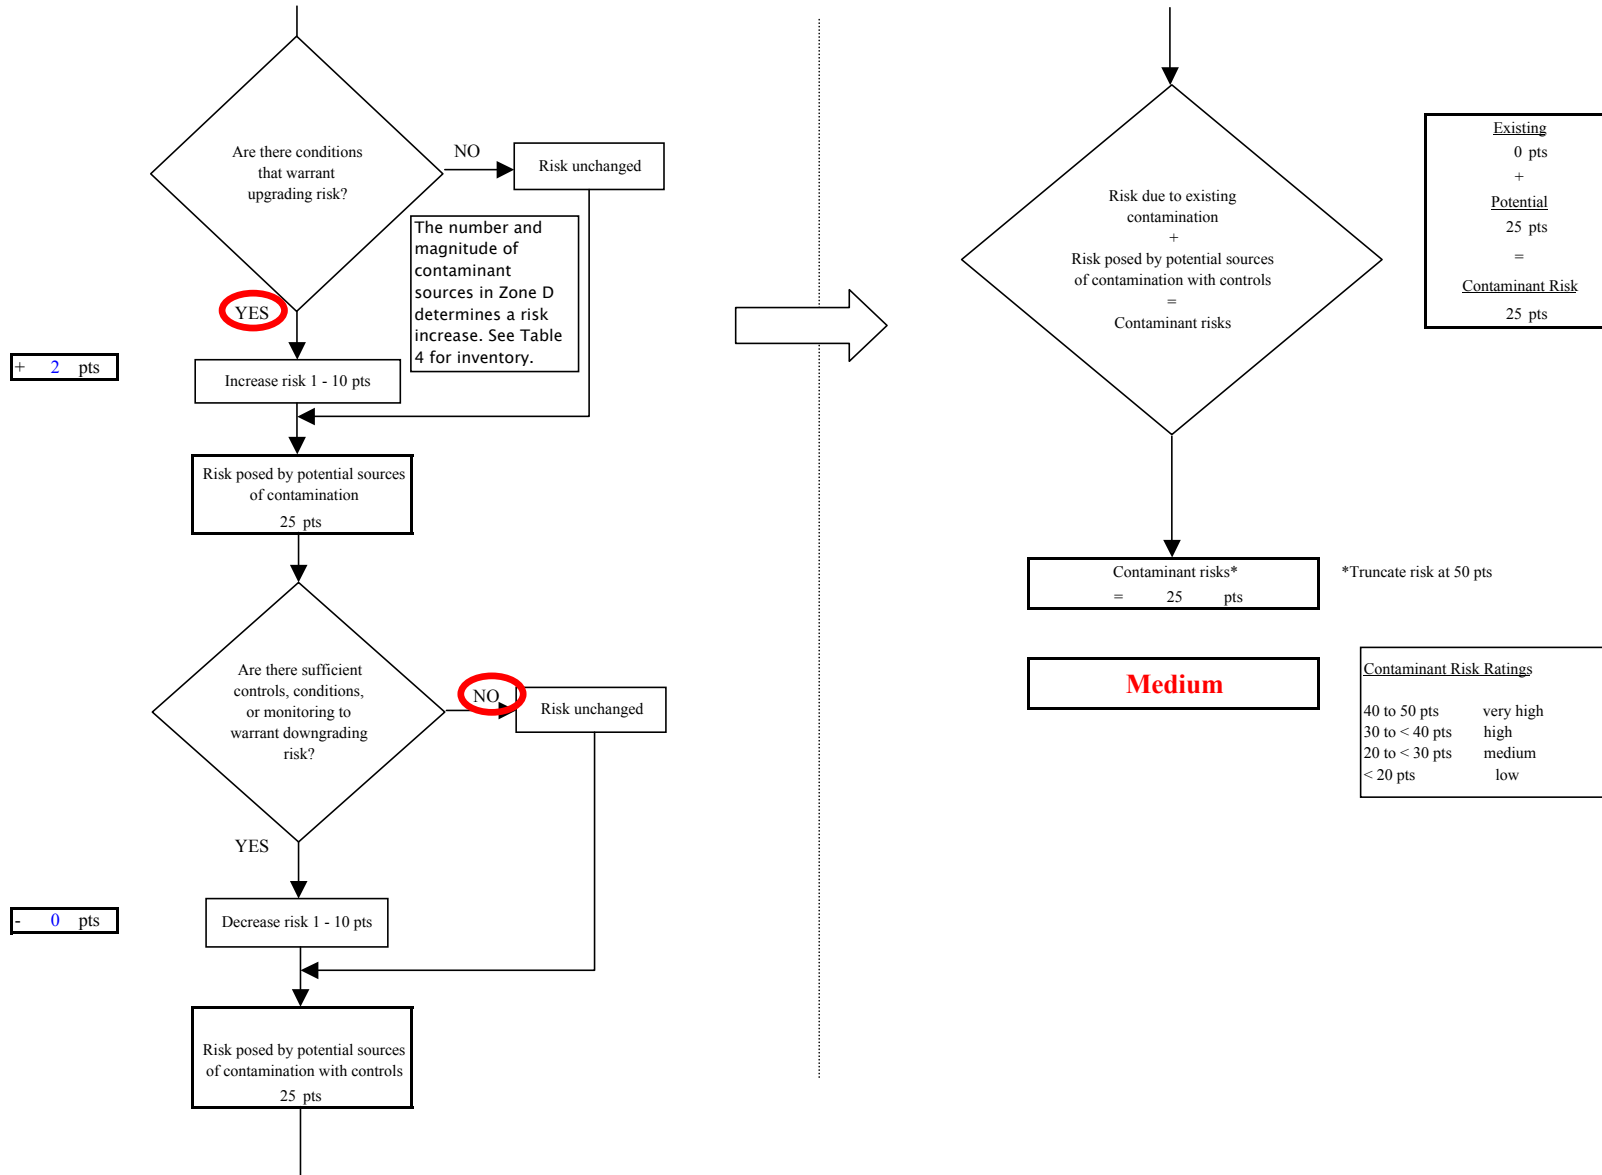 Are there conditions
that warrant
upgrading risk?
NO
Risk unchanged
The number and
magnitude of
contaminant
sources in Zone D
determines a risk
increase. See Table
4 for inventory.
YES
+ 2 pts
Increase risk 1 - 10 pts
Risk posed by potential sources
of contamination
25 pts
Are there sufficient
controls, conditions,
or monitoring to
warrant downgrading
risk?
NO
Risk unchanged
YES
- 0 pts
Decrease risk 1 - 10 pts
Risk posed by potential sources
of contamination with controls
25 pts
Risk due to existing
contamination
+
Risk posed by potential sources
of contamination with controls
=
Contaminant risks
Existing
0 pts
+
Potential
25 pts
=
Contaminant Risk
25 pts
Contaminant risks*
= 25 pts
*Truncate risk at 50 pts
Medium
Contaminant Risk Ratings
40 to 50 pts very high
30 to < 40 pts high
20 to < 30 pts medium
< 20 pts low